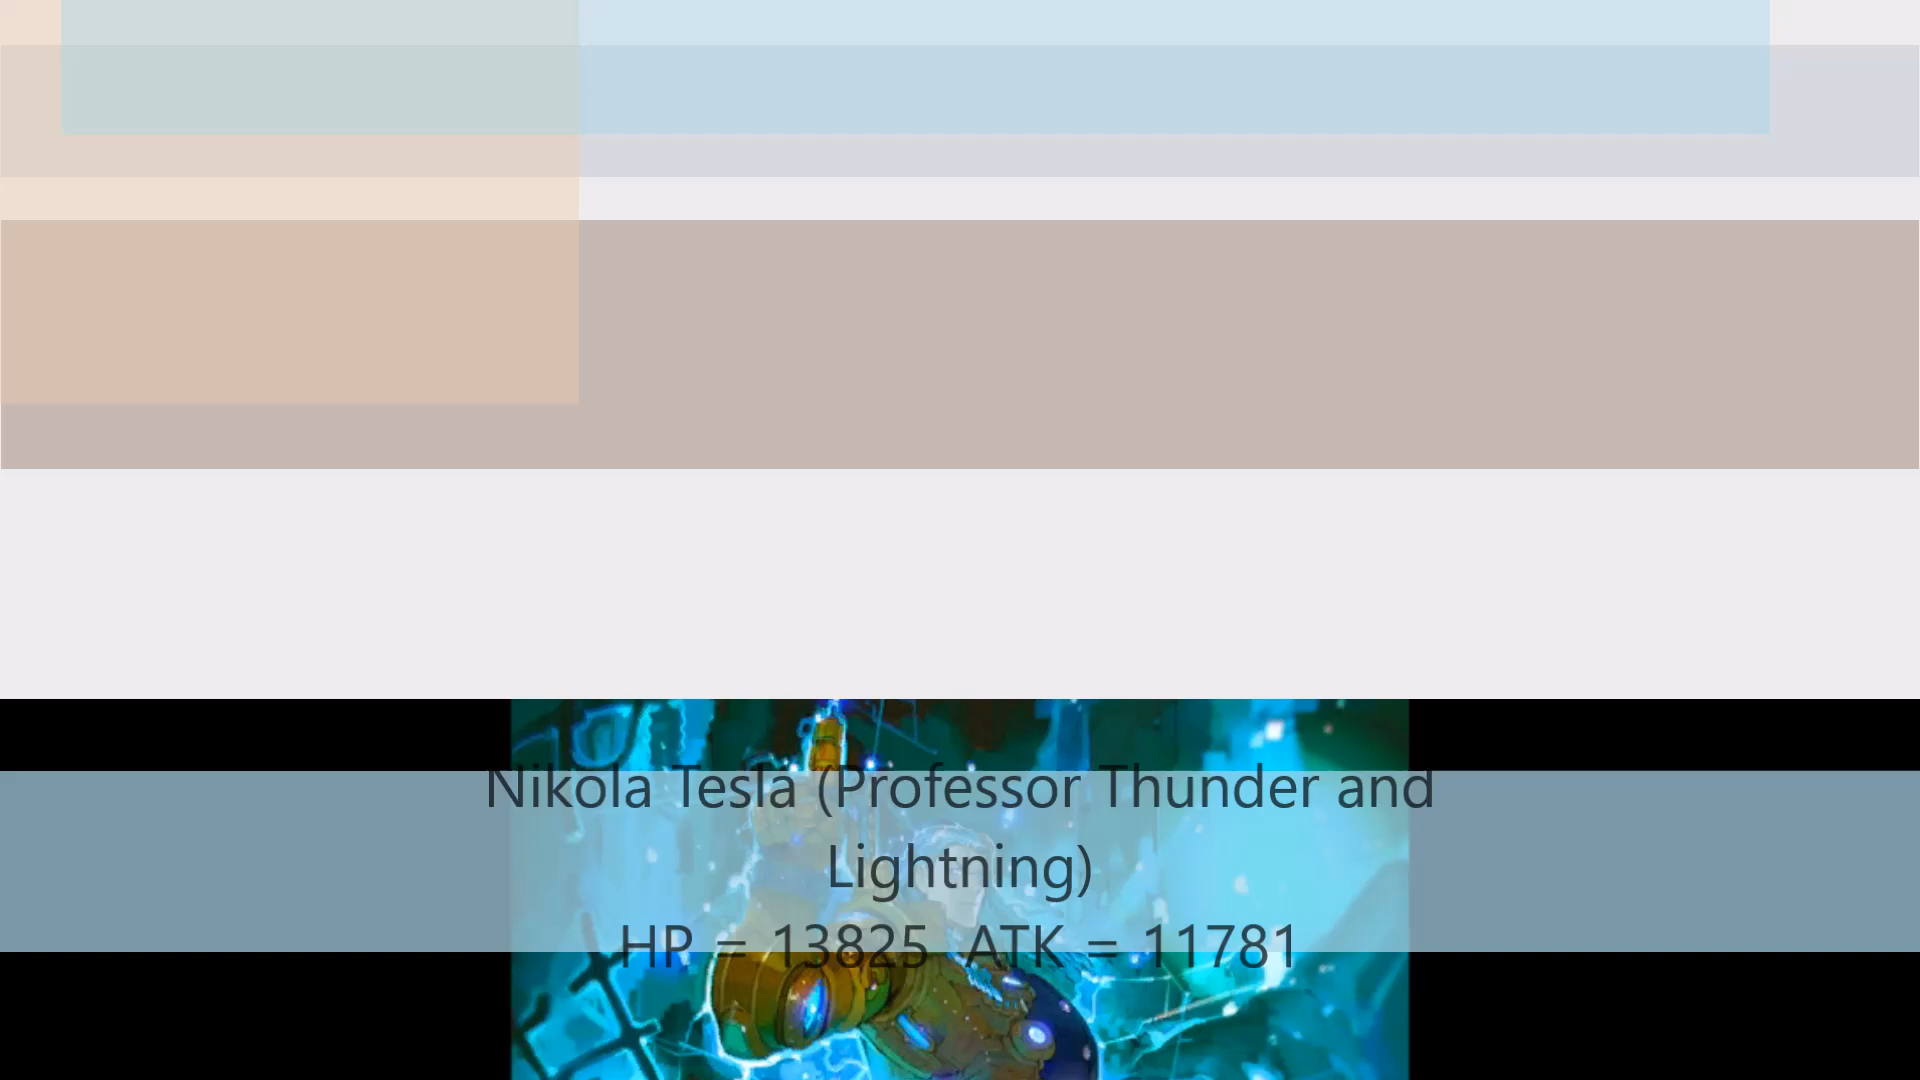 Nikola Tesla (Professor Thunder and
Lightning)
HP = 13825  ATK = 11781